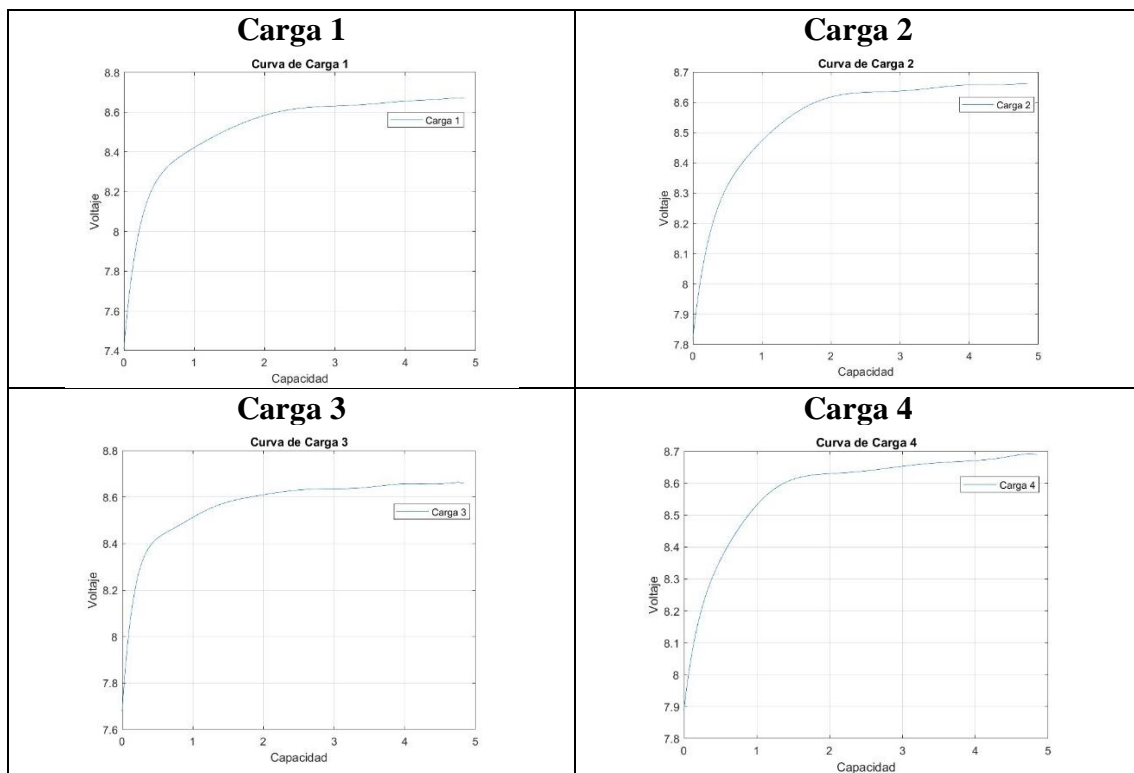 Carga 1
Curva de Carga 1
8.8
8.6
8.4
8.2
8
7.8
7.6
7.4
Voltaje
0 1 2 3 4 5
Capacidad
Carga 1
Carga 2
Curva de Carga 2
8.7
8.6
8.5
8.4
8.3
8.2
8.1
8
7.9
7.8
Voltaje
0 1 2 3 4 5
Capacidad
Carga 2
Carga 3
Curva de Carga 3
8.8
8.6
8.4
8.2
8
7.8
7.6
Voltaje
0 1 2 3 4 5
Capacidad
Carga 3
Carga 4
Curva de Carga 4
8.7
8.6
8.5
8.4
8.3
8.2
8.1
8
7.9
7.8
Voltaje
0 1 2 3 4 5
Capacidad
Carga 4